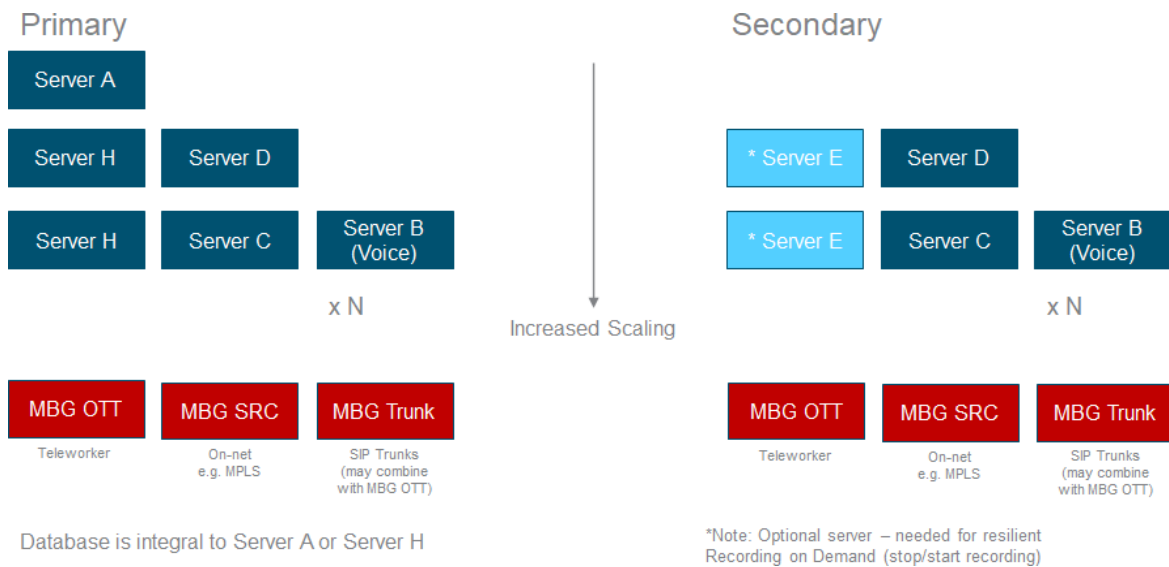 Primary
Secondary
Server A
Server H
Server D
* Server E
Server D
Server H
Server C
Server B
(Voice)
* Server E
Server C
Server B
(Voice)
x N
x N
Increased Scaling
MBG OTT
MBG SRC
MBG Trunk
MBG OTT
MBG SRC
MBG Trunk
Teleworker
On-net
e.g. MPLS
SIP Trunks
(may combine
with MBG OTT)
Teleworker
On-net
e.g. MPLS
SIP Trunks
(may combine
with MBG OTT)
Database is integral to Server A or Server H
*Note: Optional server – needed for resilient
Recording on Demand (stop/start recording)